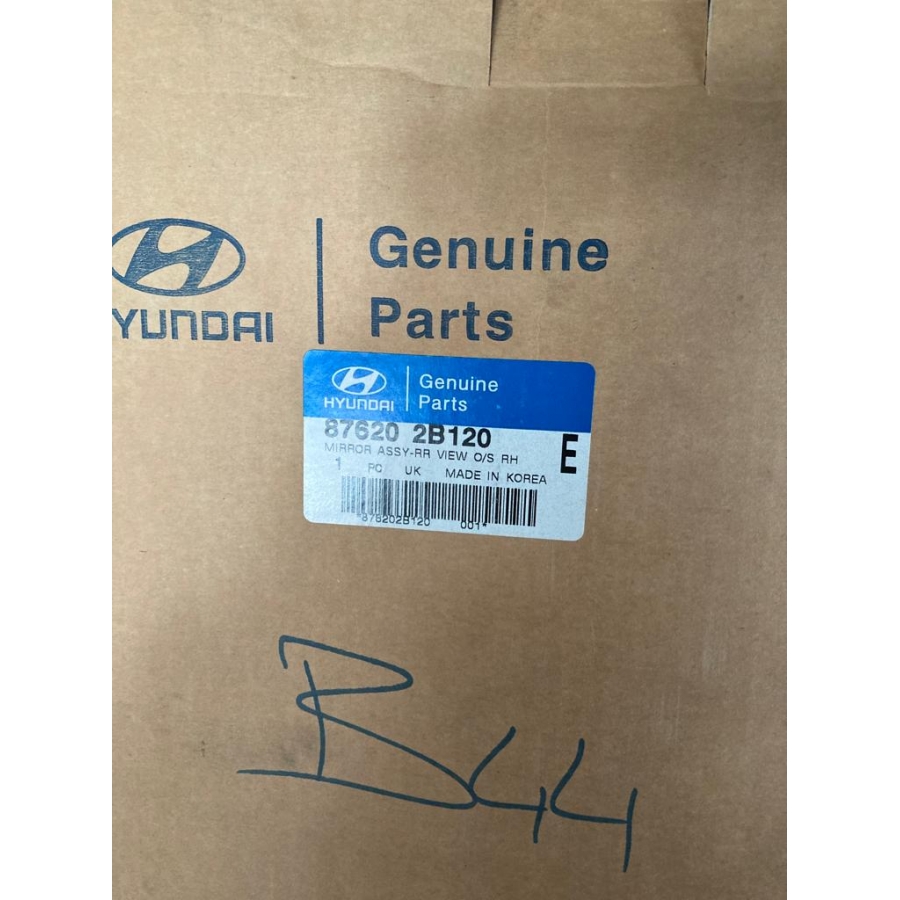 Genuine
YUNDAI
Parts
Genuine
HYUNDAI
Parts
87620 2B120
E
MIRROR ASSY-RR VIEW O/S RH
1 PC UK MADE IN KOREA
*876202B120 001*
B44